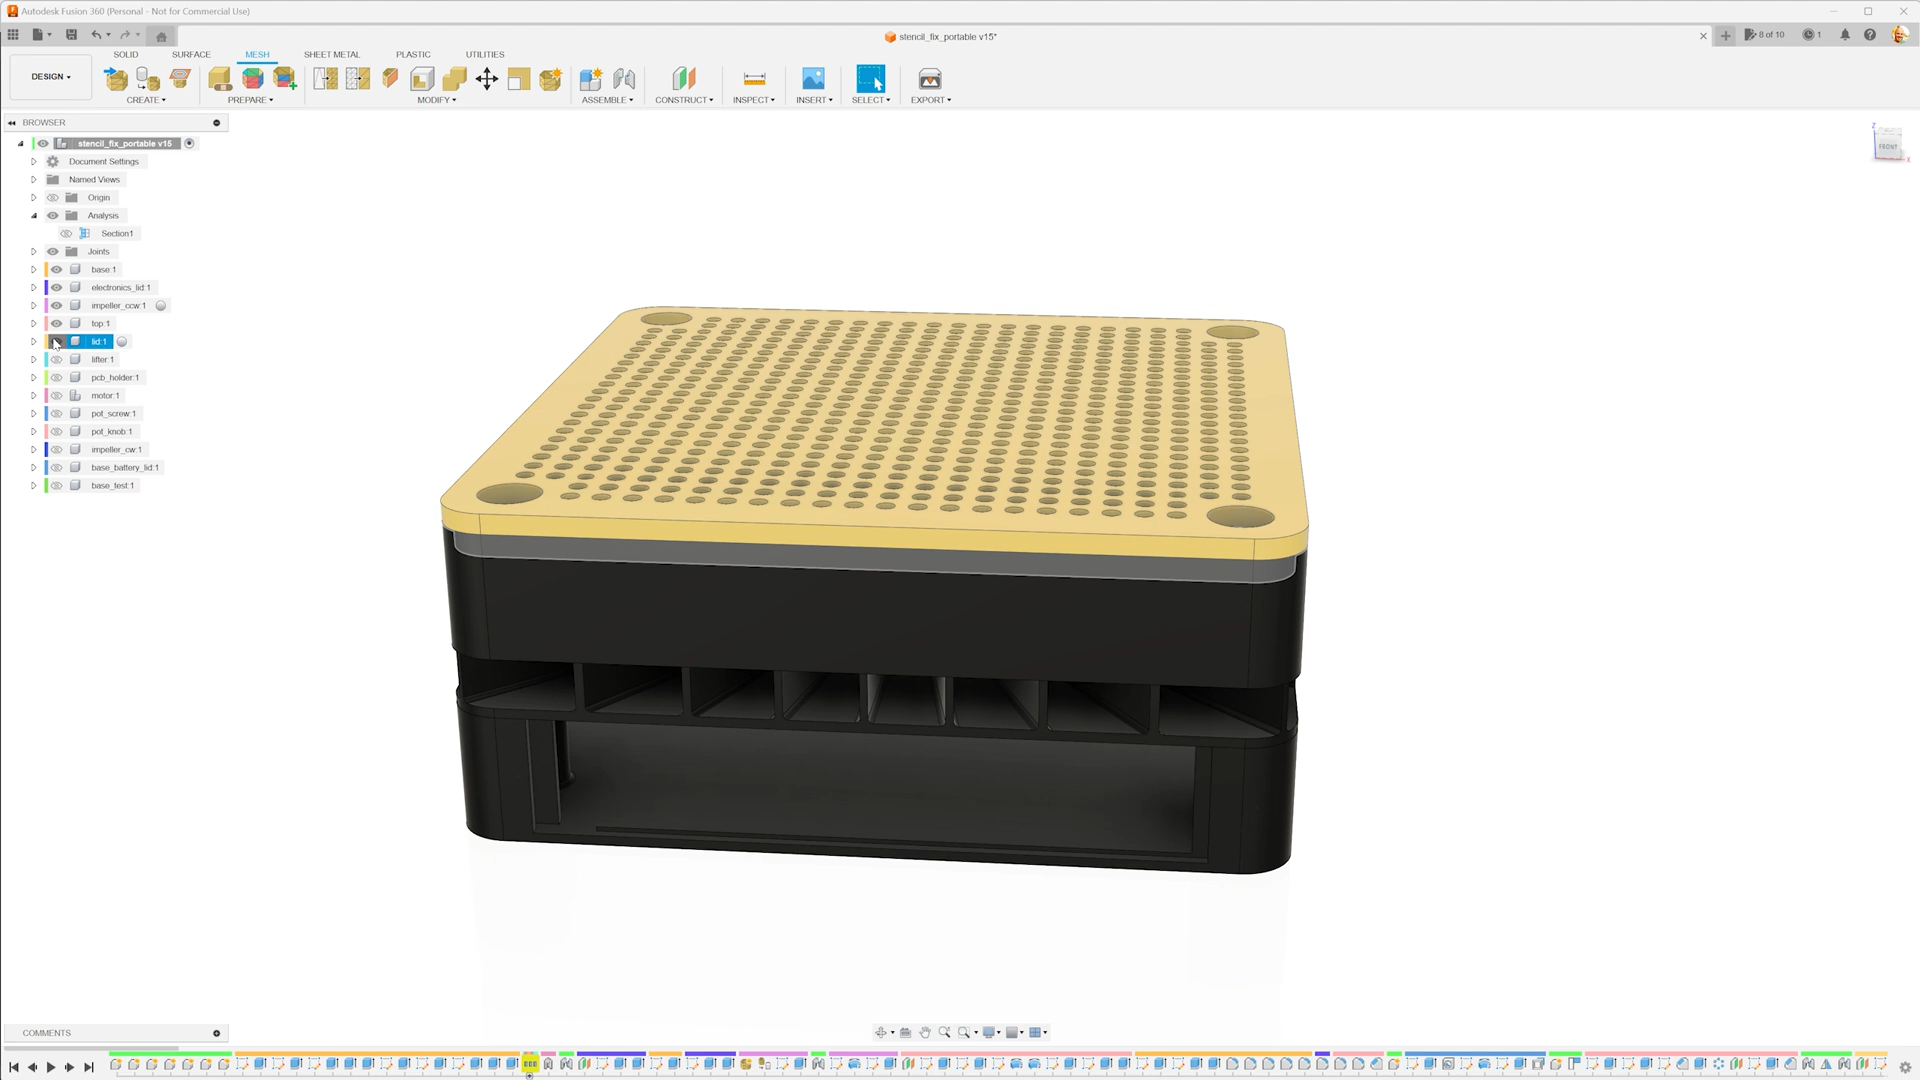 Autodesk Fusion 360 (Personal - Not for Commercial Use)
stencil_fix_portable v15*
8 of 10
1
DESIGN
SOLID SURFACE MESH SHEET METAL PLASTIC UTILITIES
CREATE PREPARE MODIFY ASSEMBLE CONSTRUCT INSPECT INSERT SELECT EXPORT
BROWSER
stencil_fix_portable v15
Document Settings
Named Views
Origin
Analysis
Section1
Joints
base:1
electronics_lid:1
impeller_ccw:1
top:1
lid:1
lifter:1
pcb_holder:1
motor:1
pot_screw:1
pot_knob:1
impeller_cw:1
base_battery_lid:1
base_test:1
Z
FRONT
X
COMMENTS